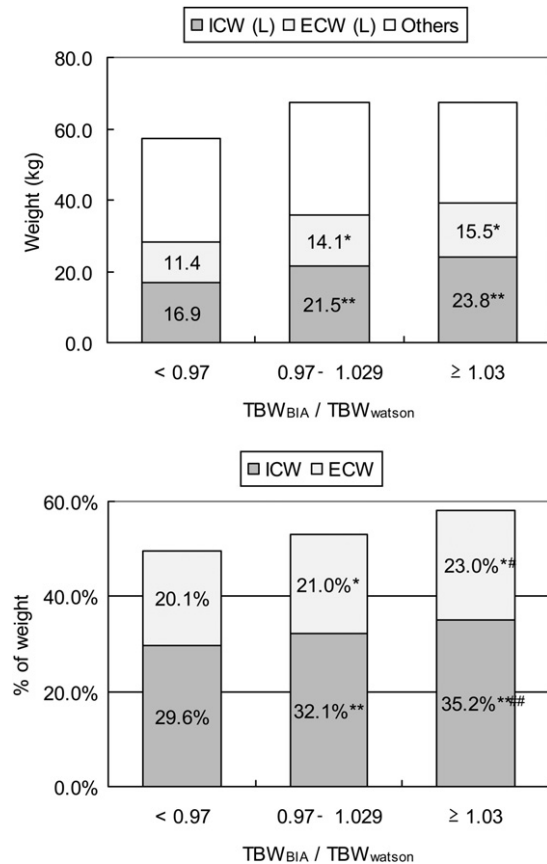 ICW (L) ECW (L) Others
80.0
60.0
40.0
20.0
0.0
Weight (kg)
11.4 14.1* 15.5*
16.9 21.5** 23.8**
< 0.97 0.97- 1.029 ≥ 1.03
TBWBIA / TBWwatson
ICW ECW
60.0%
40.0%
20.0%
0.0%
% of weight
20.1% 21.0%* 23.0%*#
29.6% 32.1%** 35.2%**##
< 0.97 0.97- 1.029 ≥ 1.03
TBWBIA / TBWwatson